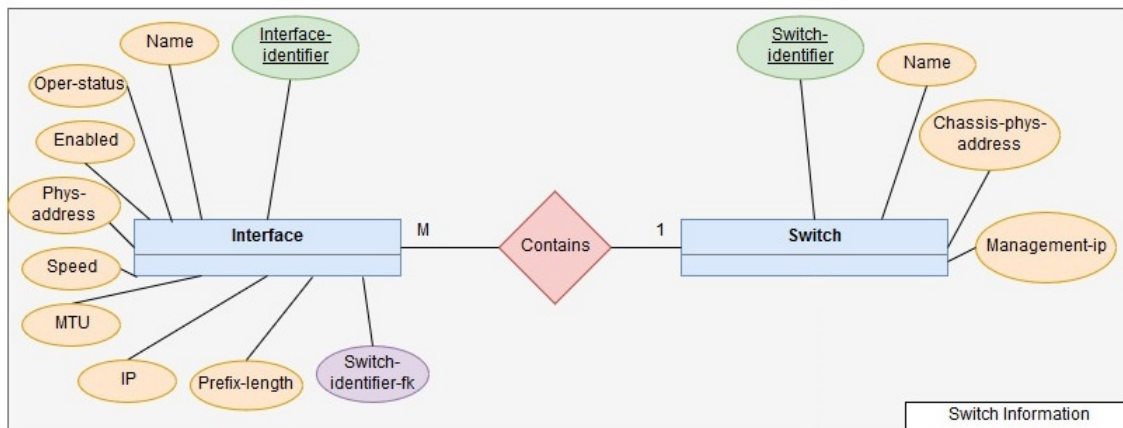 Name
Interface-
identifier
Oper-status
Enabled
Phys-
address
Speed
MTU
IP
Prefix-length
Switch-
identifier-fk
Interface
M
Contains
1
Switch
Switch-
identifier
Name
Chassis-phys-
address
Management-ip
Switch Information